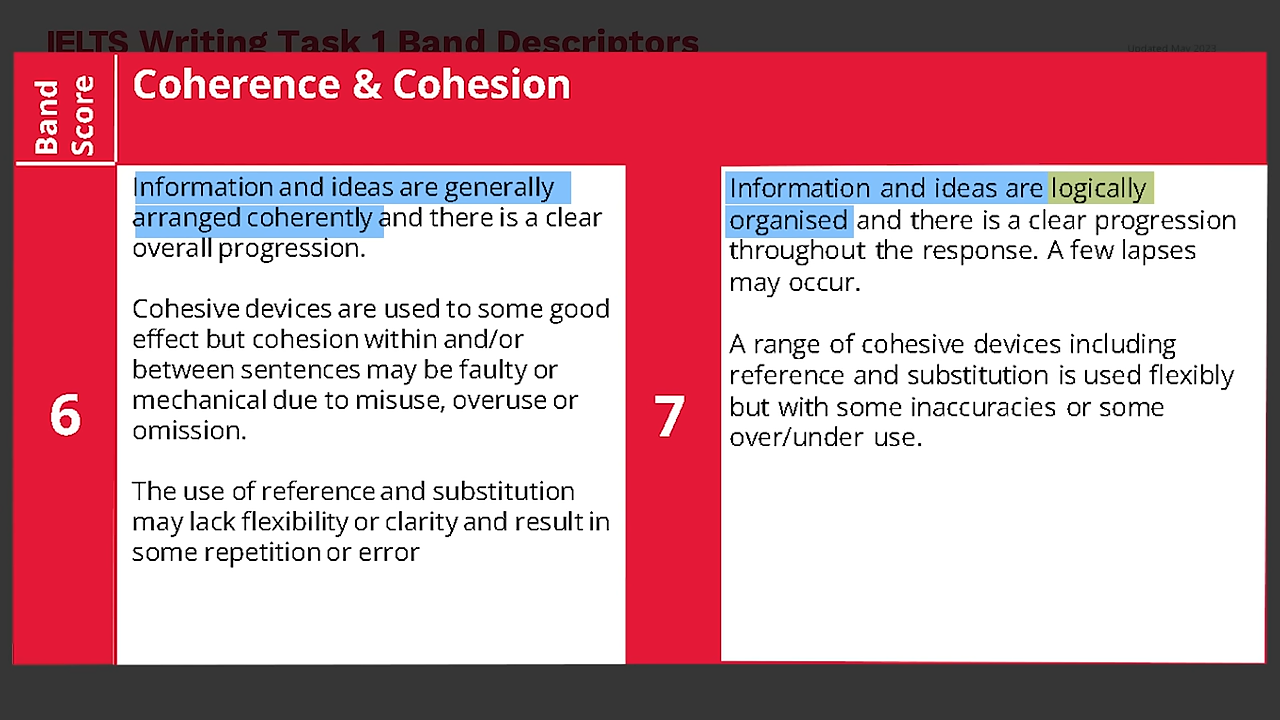 IELTS Writing Task 1 Band Descriptors
Updated May 2023
Band
Score
Coherence & Cohesion
6
Information and ideas are generally
arranged coherently and there is a clear
overall progression.
Cohesive devices are used to some good
effect but cohesion within and/or
between sentences may be faulty or
mechanical due to misuse, overuse or
omission.
The use of reference and substitution
may lack flexibility or clarity and result in
some repetition or error
7
Information and ideas are logically
organised and there is a clear progression
throughout the response. A few lapses
may occur.
A range of cohesive devices including
reference and substitution is used flexibly
but with some inaccuracies or some
over/under use.